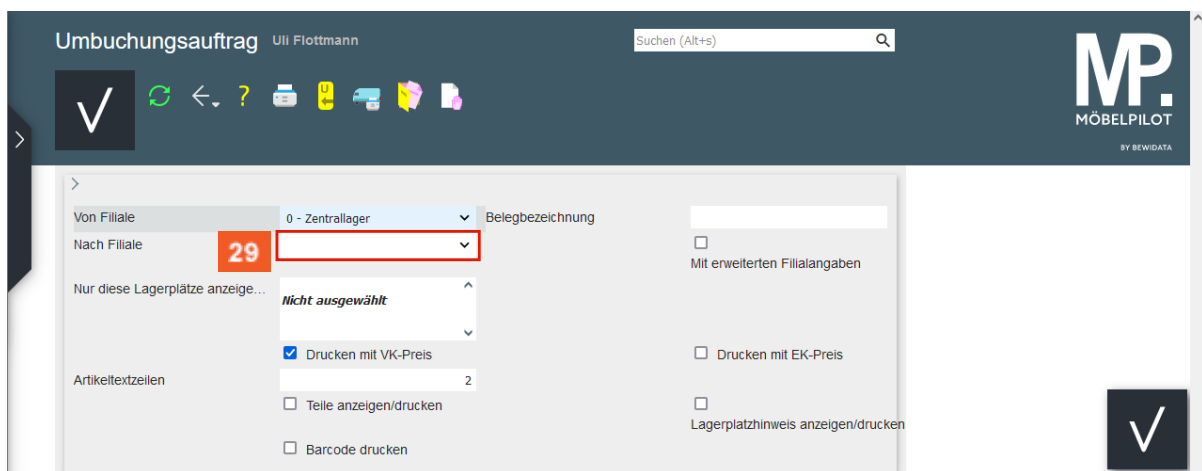 Umbuchungsauftrag Uli Flottmann
Suchen (Alt+s)
MP.
MÖBELPILOT
BY BEWIDATA
Von Filiale
0 - Zentrallager
Belegbezeichnung
Nach Filiale
29
Mit erweiterten Filialangaben
Nur diese Lagerplätze anzeige...
Nicht ausgewählt
Drucken mit VK-Preis
Drucken mit EK-Preis
Artikeltextzeilen
2
Teile anzeigen/drucken
Lagerplatzhinweis anzeigen/drucken
Barcode drucken